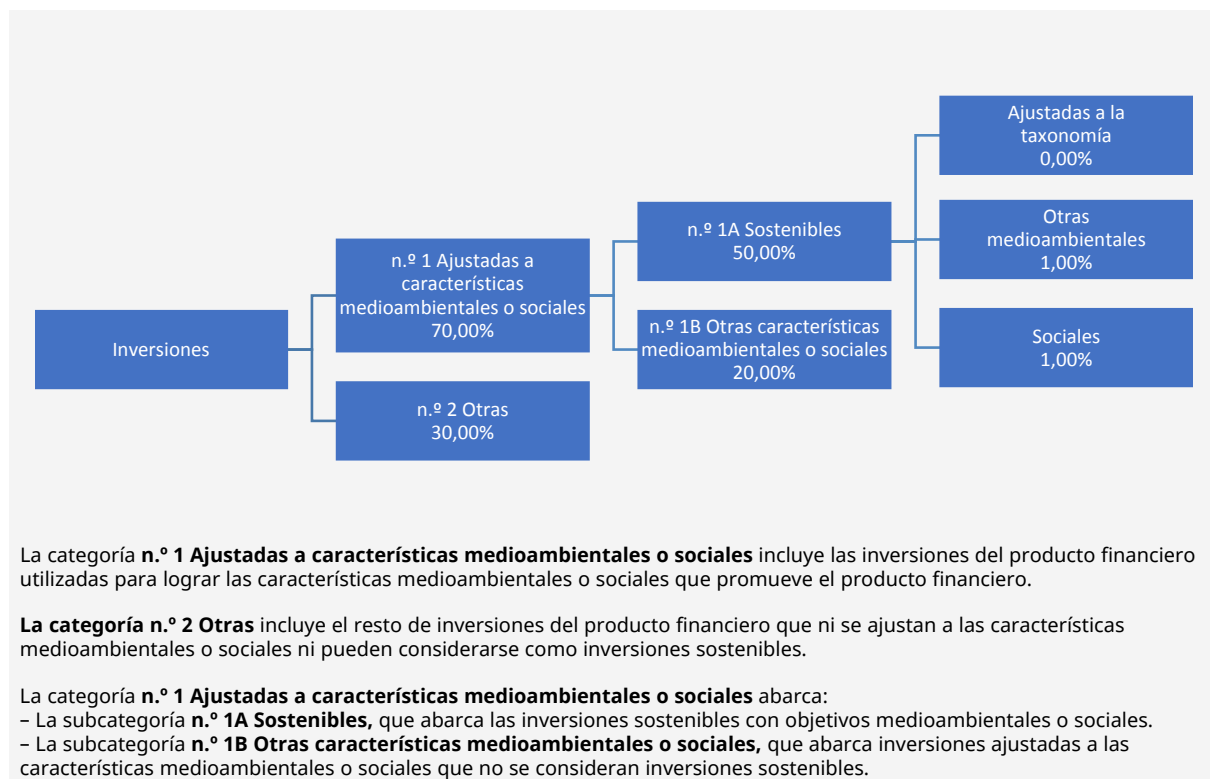 Inversiones
n.º 1 Ajustadas a
características
medioambientales o sociales
70,00%
n.º 2 Otras
30,00%
n.º 1A Sostenibles
50,00%
n.º 1B Otras características
medioambientales o sociales
20,00%
Ajustadas a la
taxonomía
0,00%
Otras
medioambientales
1,00%
Sociales
1,00%
La categoría n.º 1 Ajustadas a características medioambientales o sociales incluye las inversiones del producto financiero
utilizadas para lograr las características medioambientales o sociales que promueve el producto financiero.
La categoría n.º 2 Otras incluye el resto de inversiones del producto financiero que ni se ajustan a las características
medioambientales o sociales ni pueden considerarse como inversiones sostenibles.
La categoría n.º 1 Ajustadas a características medioambientales o sociales abarca:
– La subcategoría n.º 1A Sostenibles, que abarca las inversiones sostenibles con objetivos medioambientales o sociales.
– La subcategoría n.º 1B Otras características medioambientales o sociales, que abarca inversiones ajustadas a las
características medioambientales o sociales que no se consideran inversiones sostenibles.